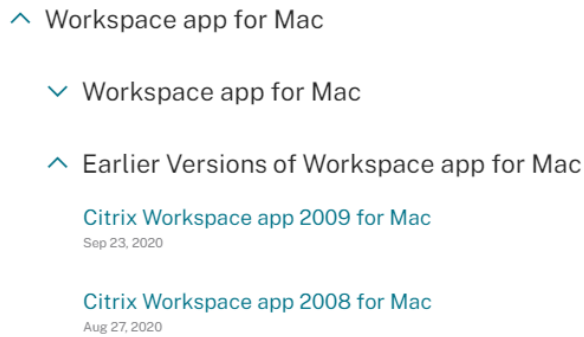 Workspace app for Mac
Workspace app for Mac
Earlier Versions of Workspace app for Mac
Citrix Workspace app 2009 for Mac
Sep 23, 2020
Citrix Workspace app 2008 for Mac
Aug 27, 2020